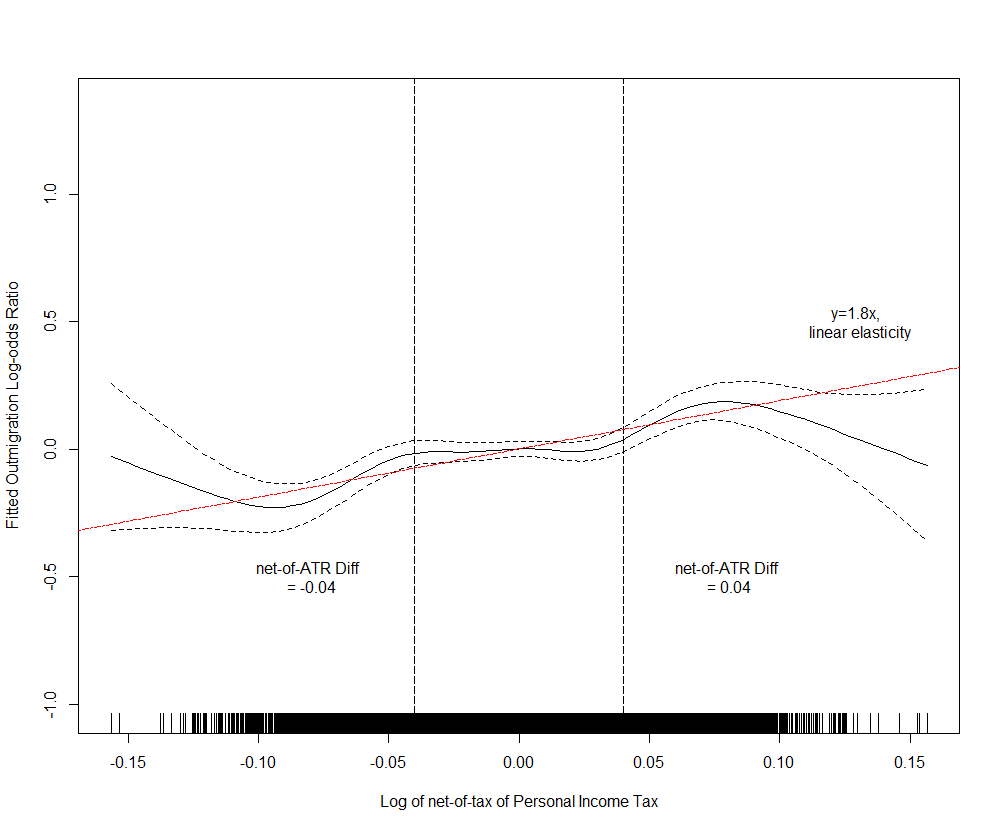 1.0
0.5
0.0
-0.5
-1.0
Fitted Outmigration Log-odds Ratio
y=1.8x,
linear elasticity
net-of-ATR Diff
= -0.04
net-of-ATR Diff
= 0.04
-0.15
-0.10
-0.05
0.00
0.05
0.10
0.15
Log of net-of-tax of Personal Income Tax